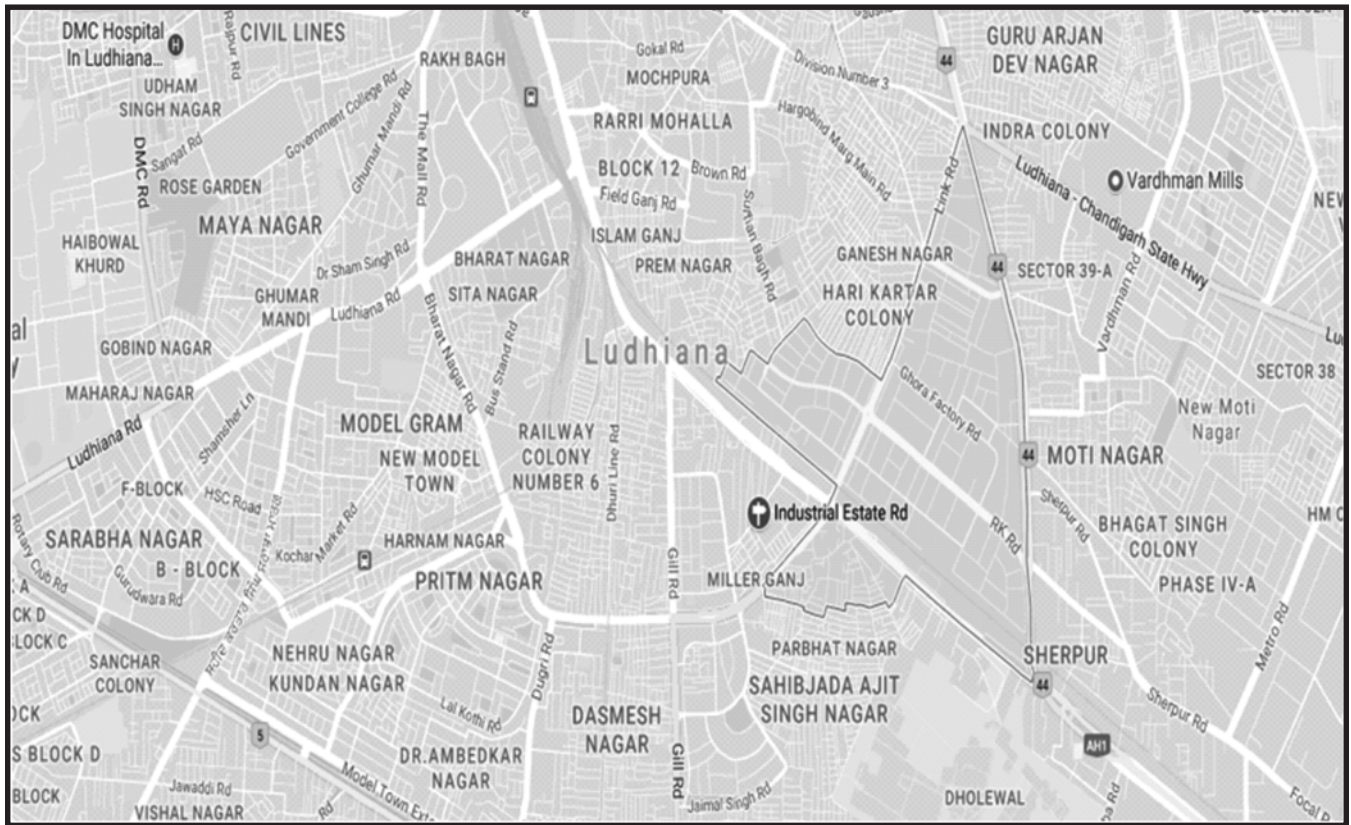 DMC Hospital
In Ludhiana...
CIVIL LINES
Rajpur Rd
UDHAM
SINGH NAGAR
RAKH BAGH
Gokal Rd
MOCHPURA
Division Number 3
44
GURU ARJAN
DEV NAGAR
DMC Rd
Sangat Rd
Government College Rd
Ghumar Mandi Rd
The Mall Rd
RARRI MOHALLA
Hargobind Marg Main Rd
INDRA COLONY
ROSE GARDEN
BLOCK 12
Brown Rd
Field Ganj Rd
Link Rd
Ludhiana - Chandigarh State Hwy
Vardhman Mills
MAYA NAGAR
HAIBOWAL
KHURD
Dr Sham Singh Rd
BHARAT NAGAR
ISLAM GANJ
PREM NAGAR
Suman Bagh Rd
GANESH NAGAR
44
SECTOR 39-A
GHUMAR
MANDI
Ludhiana Rd
SITA NAGAR
HARI KARTAR
COLONY
Vardhman Rd
GOBIND NAGAR
Bharat Nagar Rd
Bus Stand Rd
Ludhiana
SECTOR 38
MAHARAJ NAGAR
Shamsher Ln
Ghora Factory Rd
New Moti
Nagar
Ludhiana Rd
MODEL GRAM
NEW MODEL
TOWN
RAILWAY
COLONY
NUMBER 6
Dhuri Line Rd
44
MOTI NAGAR
F-BLOCK
HSC Road
Kochar Market Rd
Industrial Estate Rd
RK Rd
Sherpur Rd
BHAGAT SINGH
COLONY
Rotary Club Rd
SARABHA NAGAR
B - BLOCK
Gurudwara Rd
HARNAM NAGAR
PRITM NAGAR
Gill Rd
MILLER GANJ
PHASE IV-A
SANCHAR
COLONY
NEHRU NAGAR
KUNDAN NAGAR
Dugri Rd
PARBHAT NAGAR
SHERPUR
44
Metro Rd
SAHIBJADA AJIT
SINGH NAGAR
Lal Kothi Rd
DASMESH
NAGAR
Sherpur Rd
5
S BLOCK D
DR.AMBEDKAR
NAGAR
Gill Rd
AH1
BLOCK
Jawaddi Rd
VISHAL NAGAR
Rd
Jaimal Singh Rd
DHOLEWAL